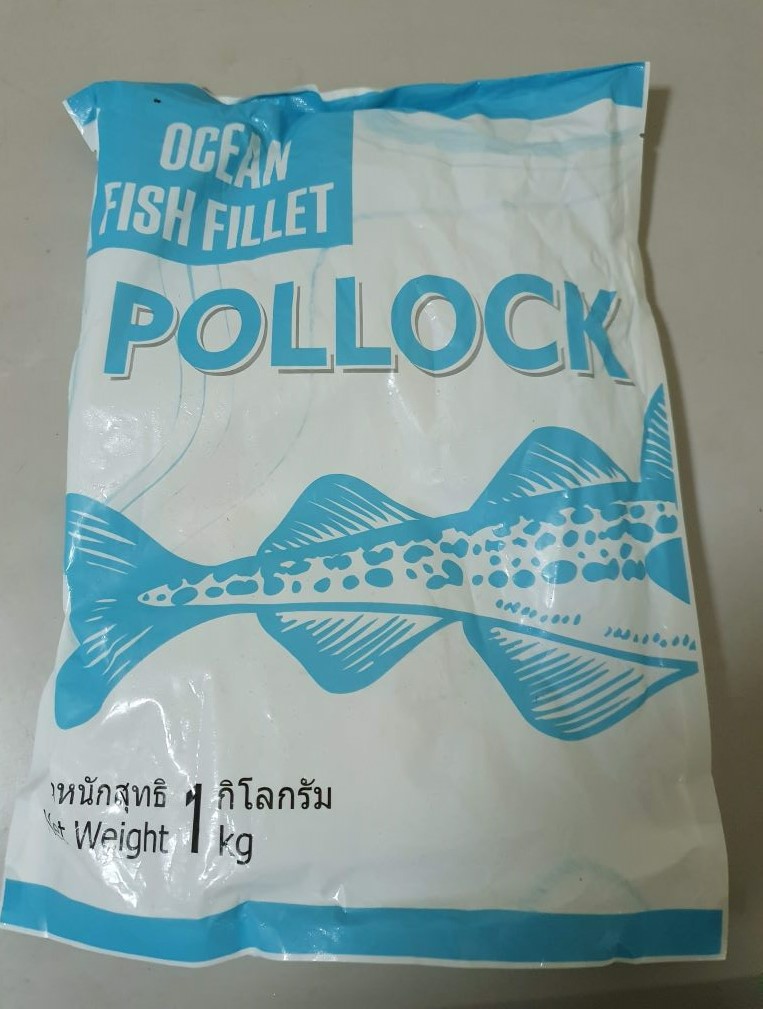 OCEAN
FISH FILLET
POLLOCK
หนักสุทธิ 1 กิโลกรัม
Net Weight kg